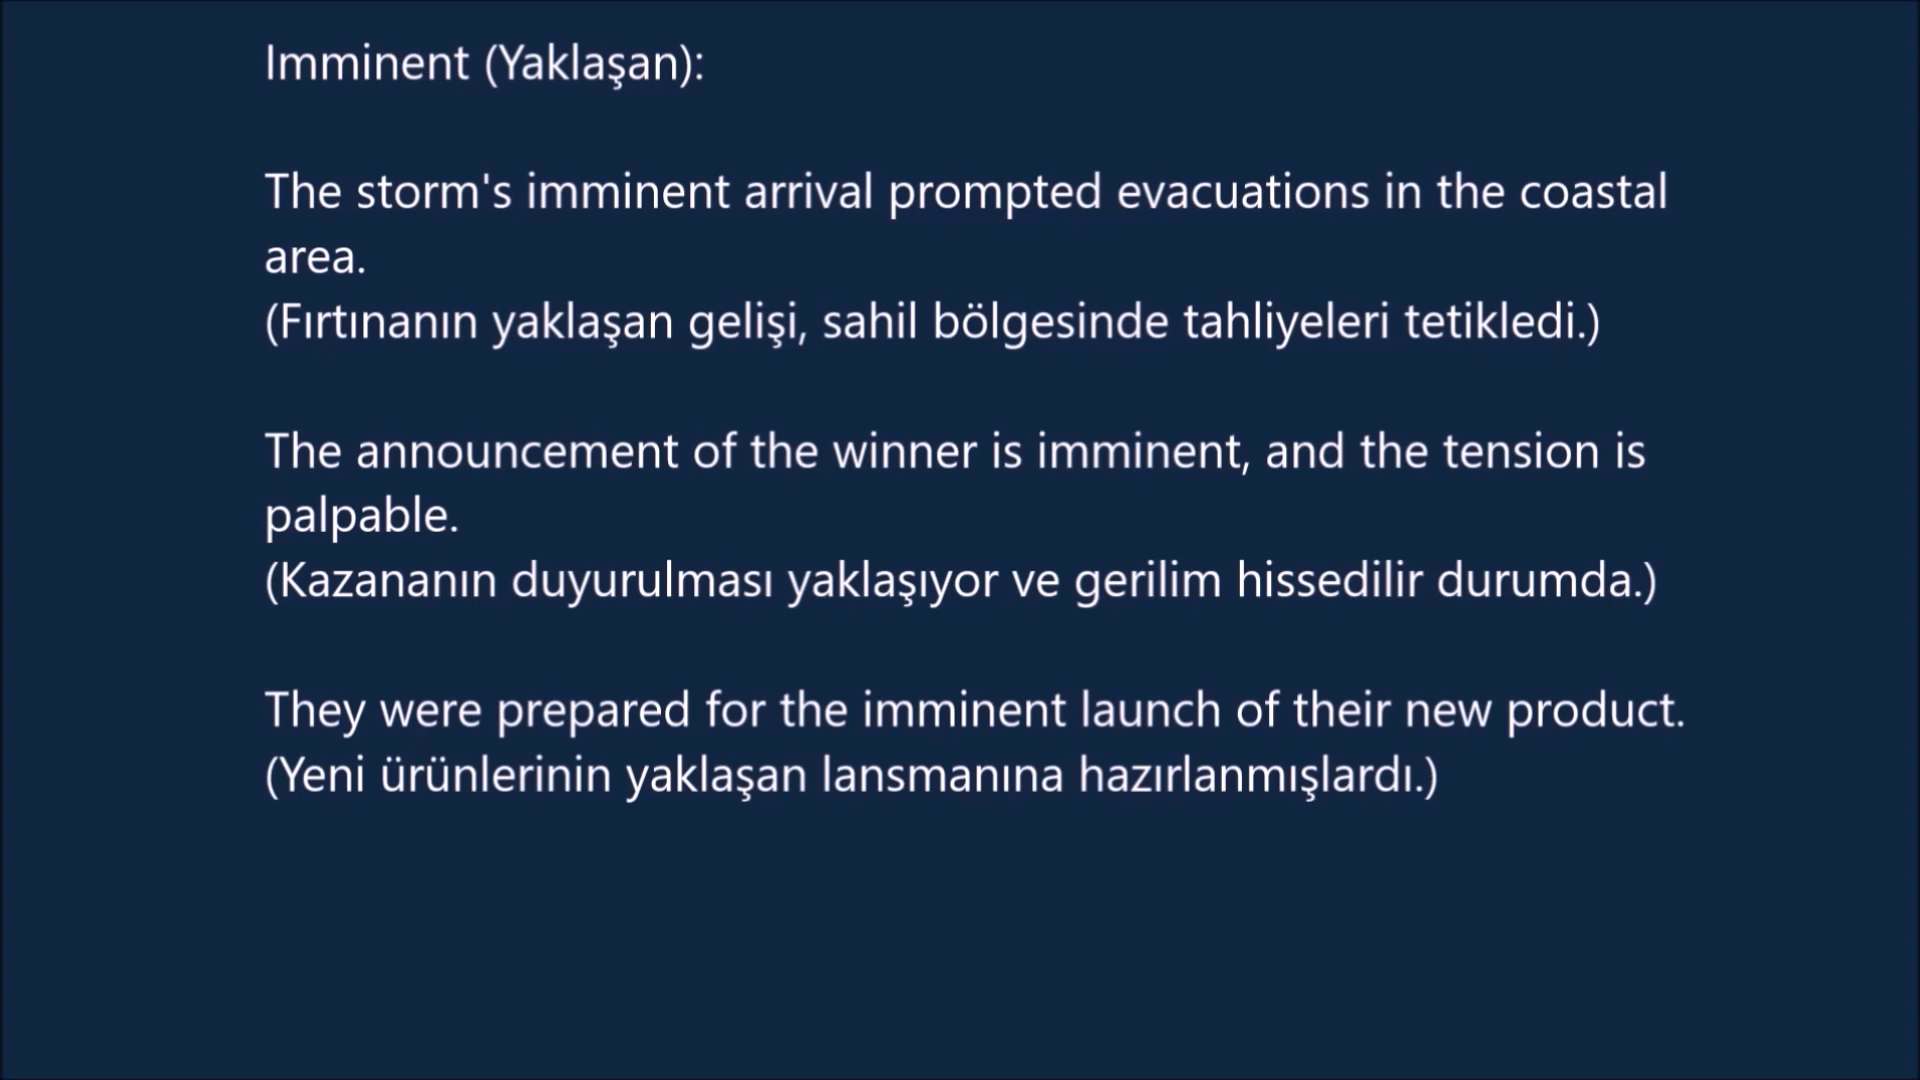 Imminent (Yaklaşan):
The storm's imminent arrival prompted evacuations in the coastal
area.
(Fırtınanın yaklaşan gelişi, sahil bölgesinde tahliyeleri tetikledi.)
The announcement of the winner is imminent, and the tension is
palpable.
(Kazananın duyurulması yaklaşıyor ve gerilim hissedilir durumda.)
They were prepared for the imminent launch of their new product.
(Yeni ürünlerinin yaklaşan lansmanına hazırlanmışlardı.)